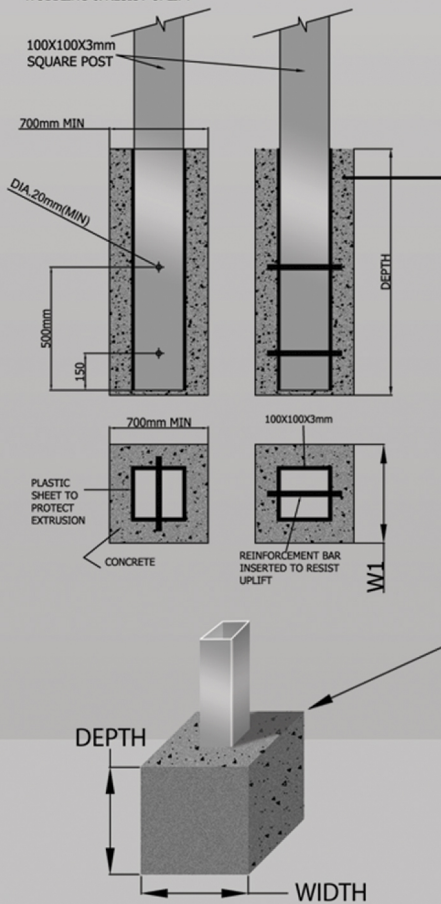 100X100X3mm
SQUARE POST
700mm MIN
DIA.20mm(MIN)
500mm
150
DEPTH
700mm MIN
100X100X3mm
PLASTIC
SHEET TO
PROTECT
EXTRUSION
CONCRETE
REINFORCEMENT BAR
INSERTED TO RESIST
UPLIFT
W1
DEPTH
WIDTH